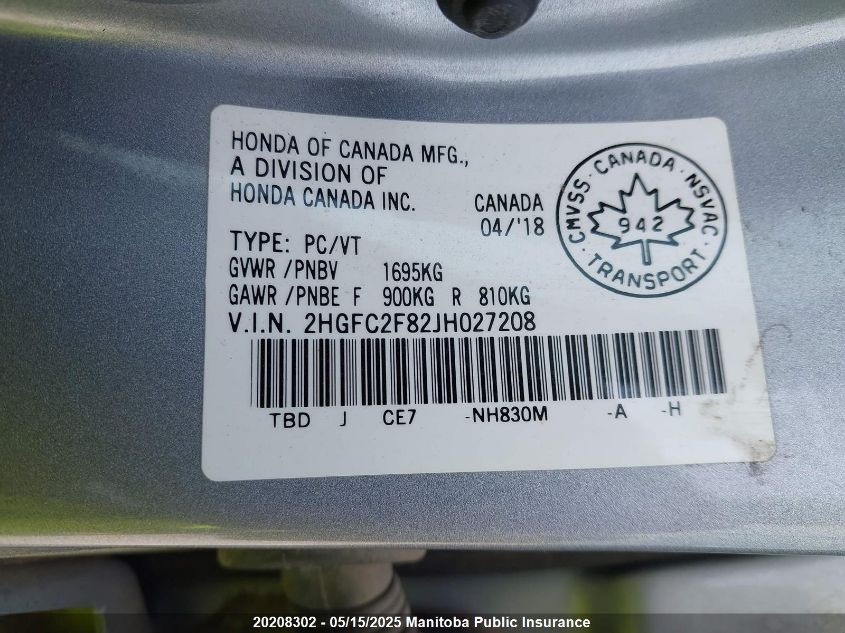 HONDA OF CANADA MFG.,
A DIVISION OF
HONDA CANADA INC.
CANADA
04/'18
TYPE: PC/VT
GVWR /PNBV 1695KG
GAWR /PNBE F 900KG R 810KG
V.I.N. 2HGFC2F82JH027208
TBD J CE7 -NH830M -A -H
CMVSS · CANADA · NSVAC
942
· TRANSPORT ·
20208302 - 05/15/2025 - Manitoba Public Insurance